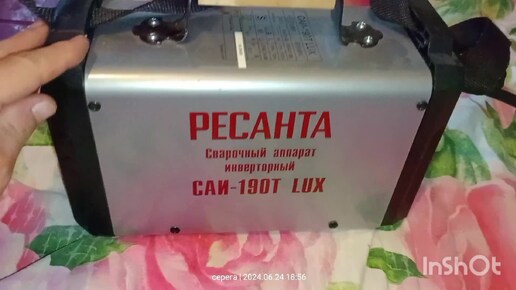 РЕСАНТА
Сварочный аппарат
инверторный
САИ-190Т LUX
серега | 2024.06.24 18:56
InShOt